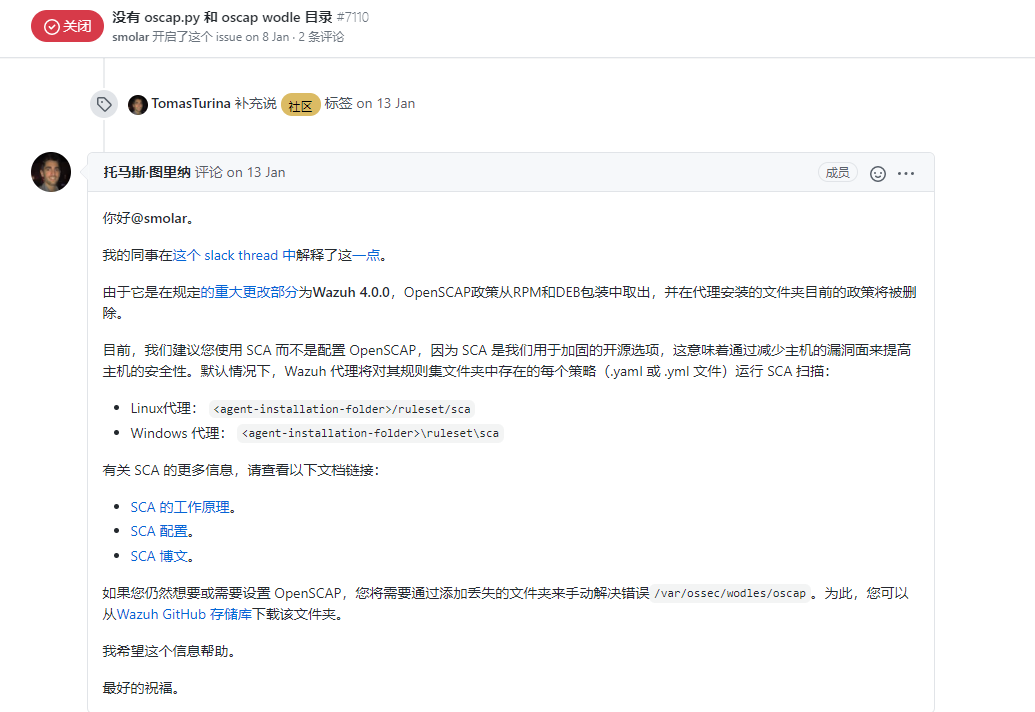 关闭
没有 oscap.py 和 oscap wodle 目录 #7110
smolar 开启了这个 issue on 8 Jan · 2 条评论
TomasTurina 补充说 社区 标签 on 13 Jan
托马斯·图里纳 评论 on 13 Jan
成员
你好@smolar。
我的同事在这个 slack thread 中解释了这一点。
由于它是在规定的重大更改部分为Wazuh 4.0.0，OpenSCAP政策从RPM和DEB包装中取出，并在代理安装的文件夹目前的政策将被删
除。
目前，我们建议您使用 SCA 而不是配置 OpenSCAP，因为 SCA 是我们用于加固的开源选项，这意味着通过减少主机的漏洞面来提高
主机的安全性。默认情况下，Wazuh 代理将对其规则集文件夹中存在的每个策略（.yaml 或 .yml 文件）运行 SCA 扫描：
• Linux代理： <agent-installation-folder>/ruleset/sca
• Windows 代理： <agent-installation-folder>\ruleset\sca
有关 SCA 的更多信息，请查看以下文档链接：
• SCA 的工作原理。
• SCA 配置。
• SCA 博文。
如果您仍然想要或需要设置 OpenSCAP，您将需要通过添加丢失的文件夹来手动解决错误 /var/ossec/wodles/oscap 。为此，您可以
从Wazuh GitHub 存储库下载该文件夹。
我希望这个信息帮助。
最好的祝福。